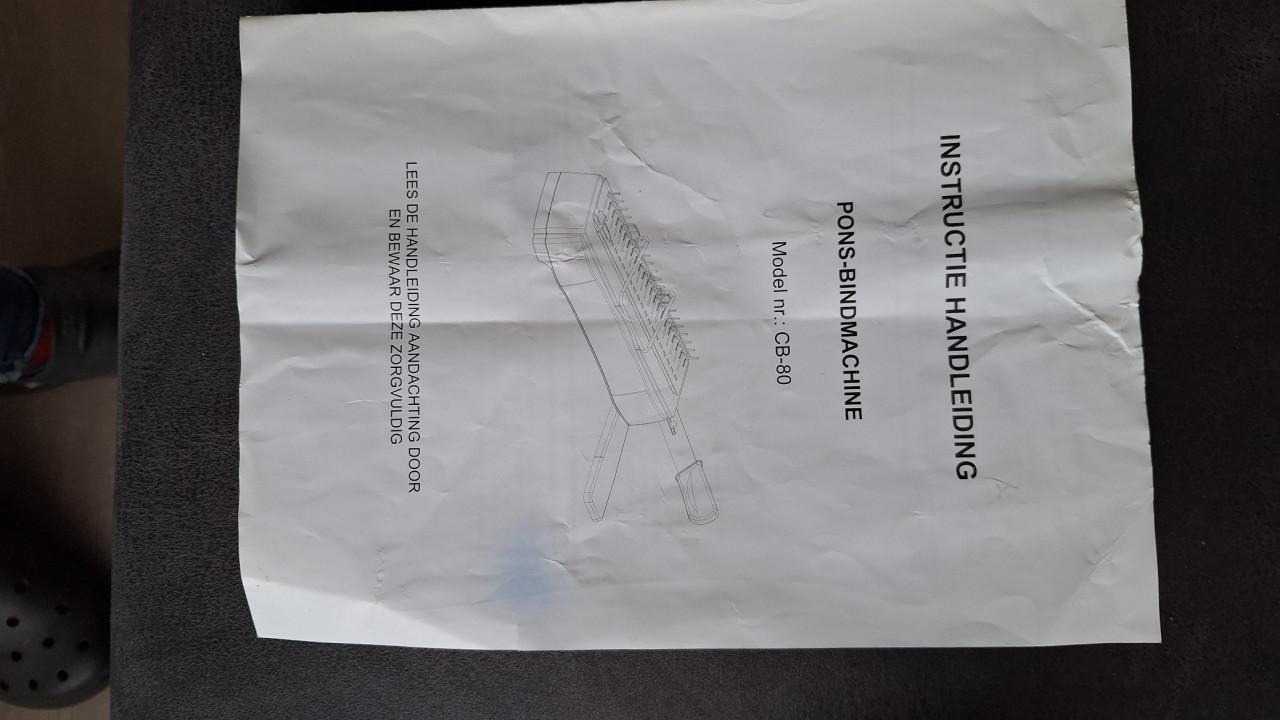 INSTRUCTIE HANDLEIDING
PONS-BINDMACHINE
Model nr.: CB-80
LEES DE HANDLEIDING AANDACHTING DOOR
EN BEWAAR DEZE ZORGVULDIG